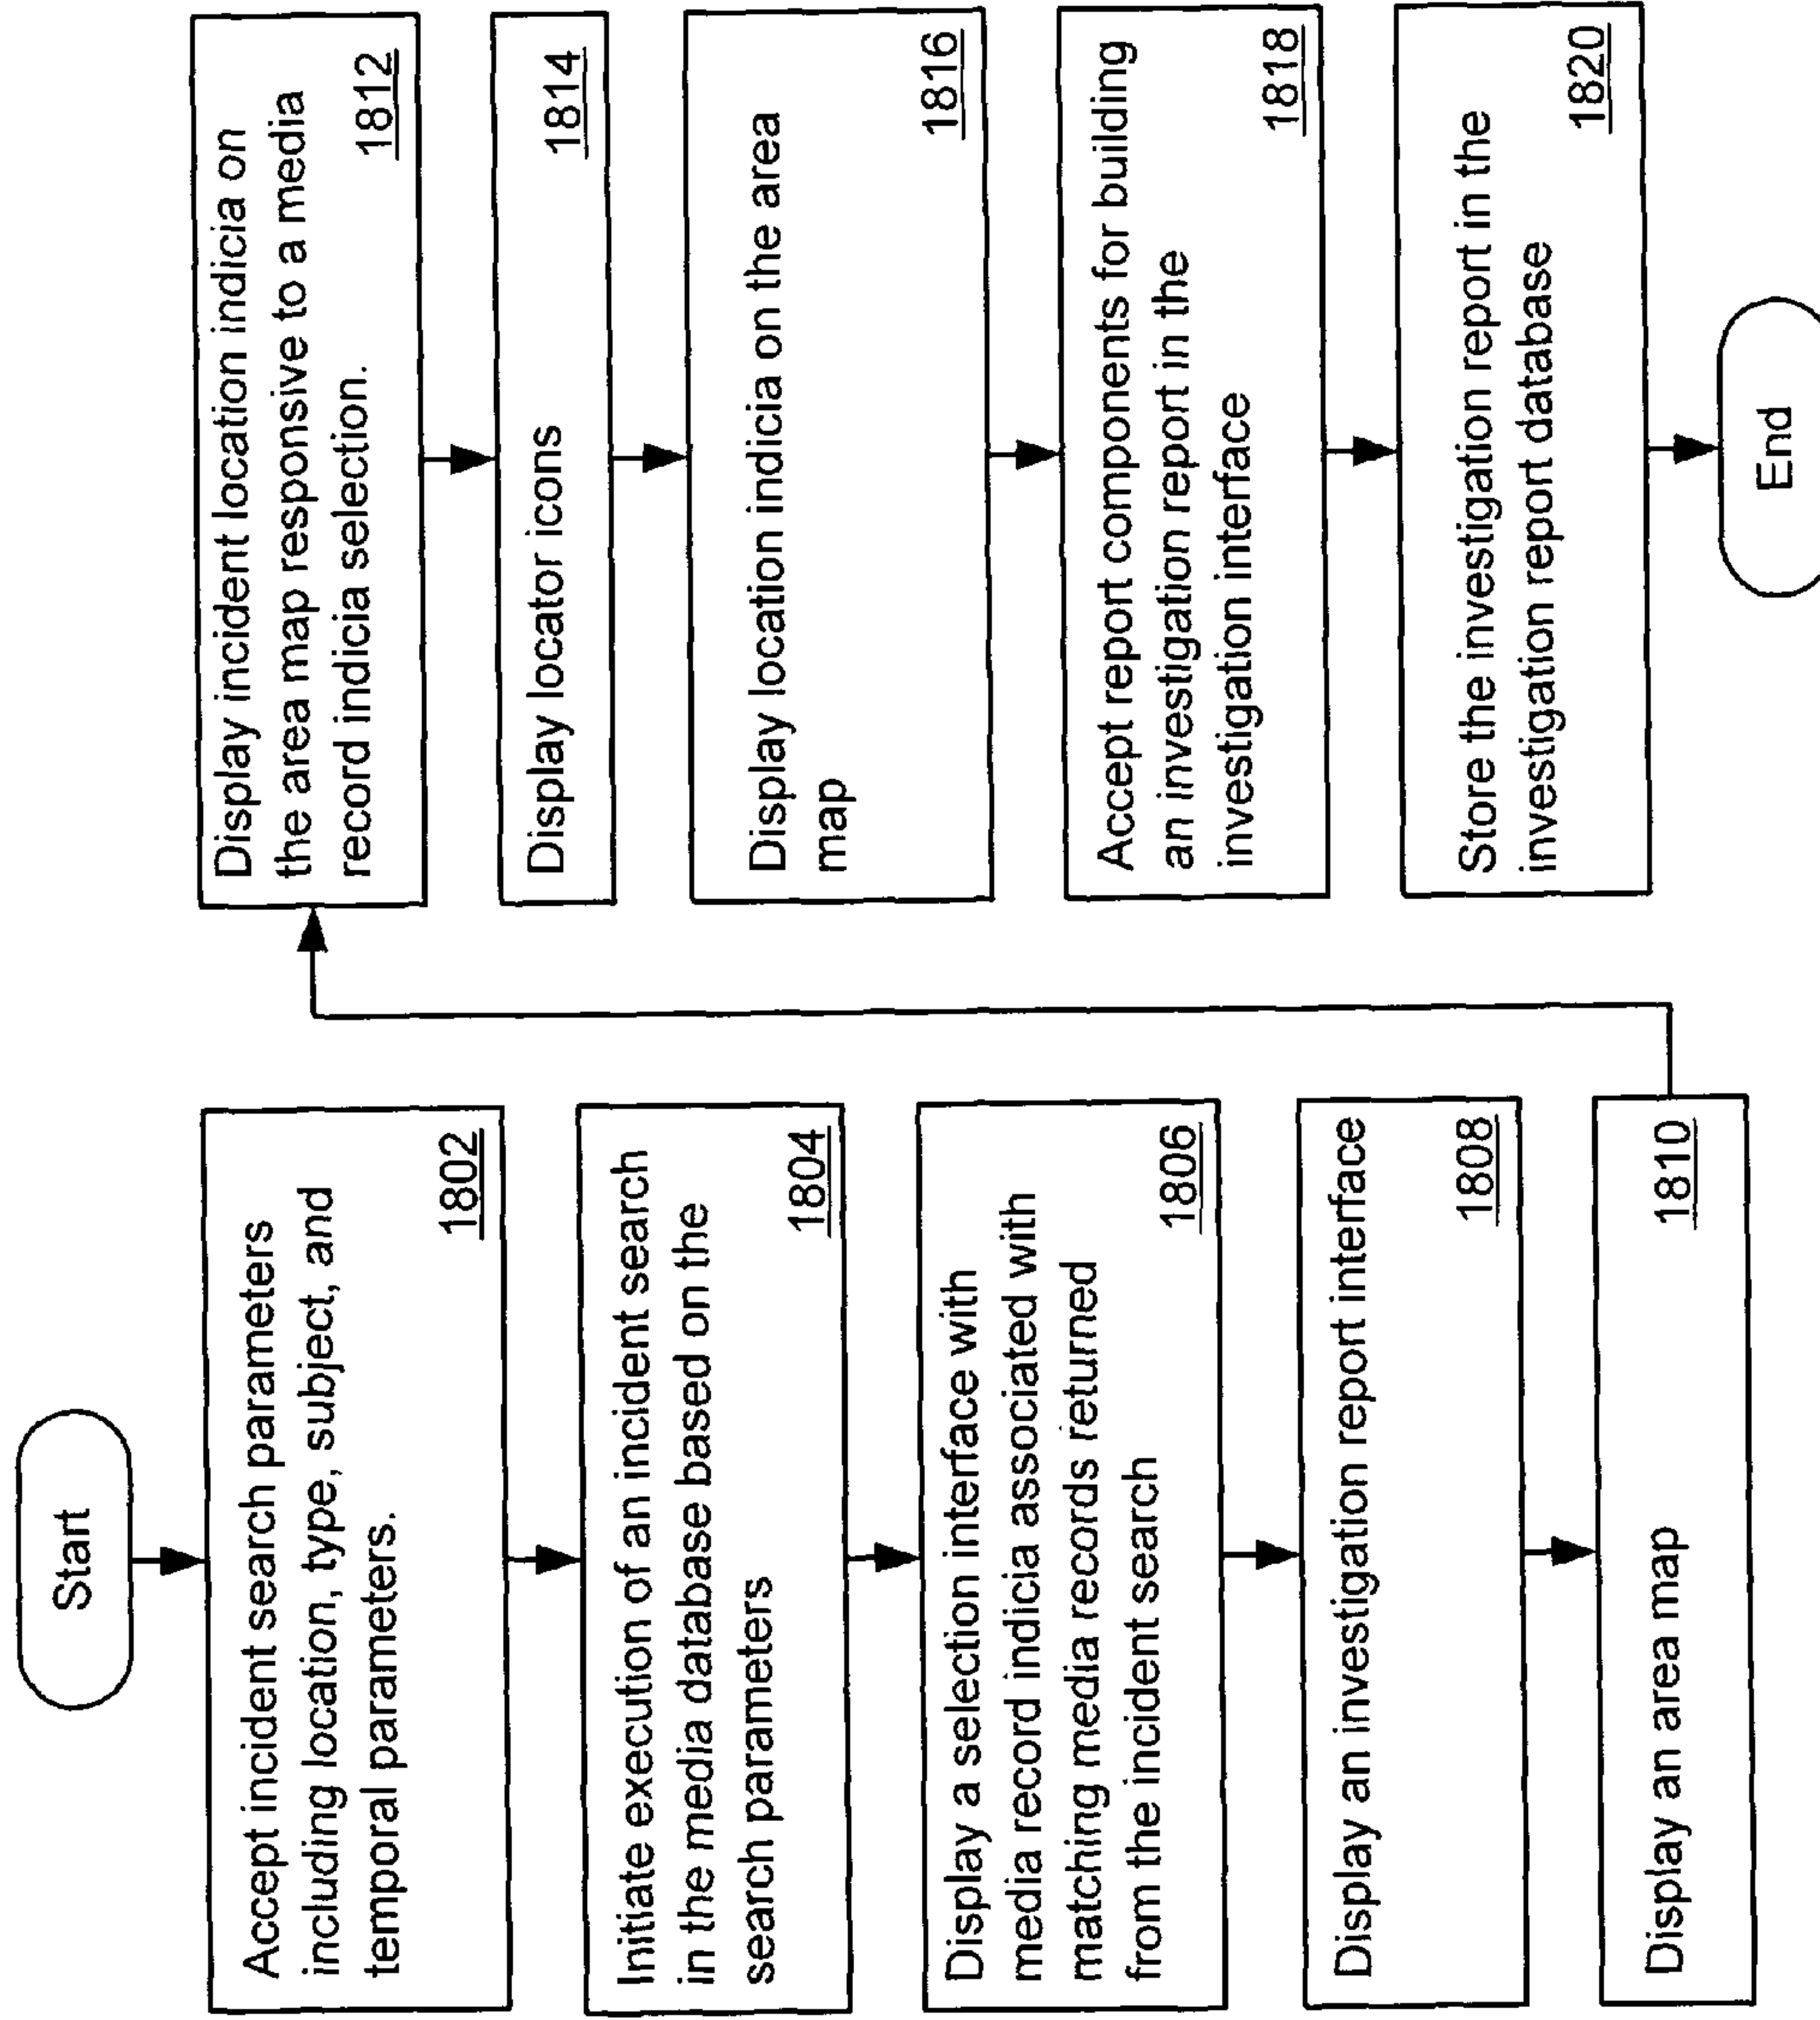 Start
Accept incident search parameters
including location, type, subject, and
temporal parameters.
1802
Initiate execution of an incident search
in the media database based on the
search parameters
1804
Display a selection interface with
media record indicia associated with
matching media records returned
from the incident search
1806
Display an investigation report interface
1808
Display an area map
1810
Display incident location indicia on
the area map responsive to a media
record indicia selection.
1812
Display locator icons
1814
Display location indicia on the area
map
1816
Accept report components for building
an investigation report in the
investigation interface
1818
Store the investigation report in the
investigation report database
1820
End